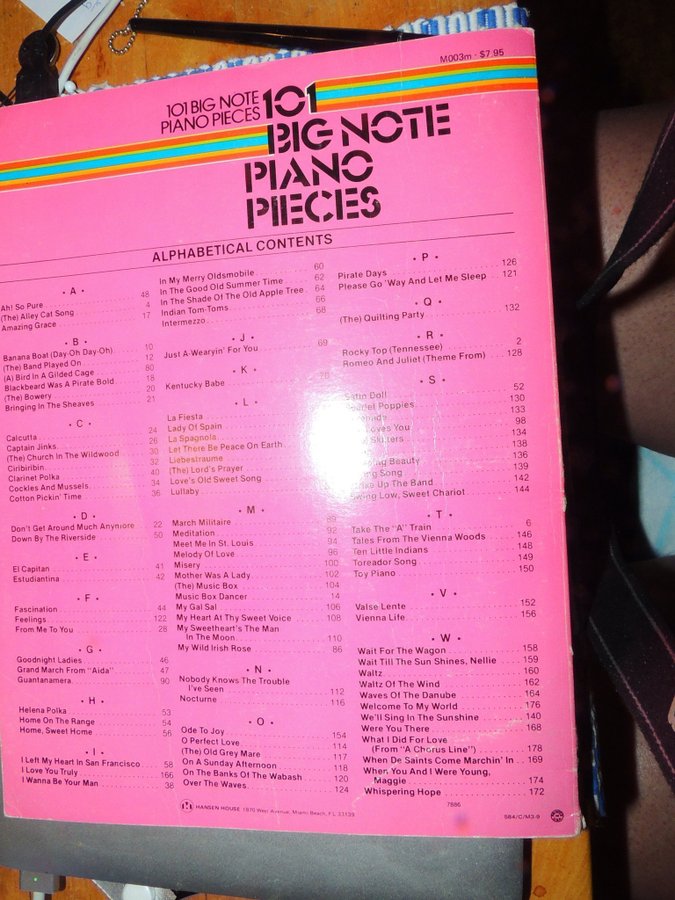 M003m · $7.95
101 BIG NOTE
PIANO PIECES
101
BIG NOTE
PIANO
PIECES
ALPHABETICAL CONTENTS
· A ·
Ah! So Pure 48
(The) Alley Cat Song 4
Amazing Grace 17
· B ·
Banana Boat (Day-Oh Day-Oh) 10
(The) Band Played On 12
(A) Bird In A Gilded Cage 80
Blackbeard Was A Pirate Bold 18
(The) Bowery 20
Bringing In The Sheaves 21
· C ·
Calcutta 24
Captain Jinks 26
(The) Church In The Wildwood 30
Ciribiribin 32
Clarinet Polka 40
Cockles And Mussels 34
Cotton Pickin' Time 36
· D ·
Don't Get Around Much Anymore 22
Down By The Riverside 50
· E ·
El Capitan 41
Estudiantina 42
· F ·
Fascination 44
Feelings 122
From Me To You 28
· G ·
Goodnight Ladies 46
Grand March From "Aida" 47
Guantanamera 90
· H ·
Helena Polka 53
Home On The Range 54
Home, Sweet Home 56
· I ·
I Left My Heart In San Francisco 58
I Love You Truly 166
I Wanna Be Your Man 38
In My Merry Oldsmobile 60
In The Good Old Summer Time 62
In The Shade Of The Old Apple Tree 64
Indian Tom-Toms 66
Intermezzo 68
· J ·
Just A-Wearyin' For You 69
· K ·
Kentucky Babe
· L ·
La Fiesta
Lady Of Spain
La Spagnola
Let There Be Peace On Earth
Liebestraume
(The) Lord's Prayer
Love's Old Sweet Song
Lullaby
· M ·
March Militaire 89
Meditation 92
Meet Me In St. Louis 94
Melody Of Love 96
Misery 100
Mother Was A Lady 102
(The) Music Box 104
Music Box Dancer 14
My Gal Sal 106
My Heart At Thy Sweet Voice 108
My Sweetheart's The Man
In The Moon 110
My Wild Irish Rose 86
· N ·
Nobody Knows The Trouble
I've Seen 112
Nocturne 116
· O ·
Ode To Joy 154
O Perfect Love 114
(The) Old Grey Mare 117
On A Sunday Afternoon 118
On The Banks Of The Wabash 120
Over The Waves 124
· P ·
Pirate Days 126
Please Go 'Way And Let Me Sleep 121
· Q ·
(The) Quilting Party 132
· R ·
Rocky Top (Tennessee) 2
Romeo And Juliet (Theme From) 128
· S ·
Satin Doll 52
Poppies 130
133
Loves You 98
Skaters 134
138
Beauty 136
Song 139
Up The Band 142
Swing Low, Sweet Chariot 144
· T ·
Take The "A" Train 6
Tales From The Vienna Woods 146
Ten Little Indians 148
Toreador Song 149
Toy Piano 150
· V ·
Valse Lente 152
Vienna Life 156
· W ·
Wait For The Wagon 158
Wait Till The Sun Shines, Nellie 159
Waltz 160
Waltz Of The Wind 162
Waves Of The Danube 164
Welcome To My World 176
We'll Sing In The Sunshine 140
Were You There 168
What I Did For Love
(From "A Chorus Line") 178
When De Saints Come Marchin' In 169
When You And I Were Young,
Maggie 174
Whispering Hope 172
HANSEN HOUSE 1870 West Avenue, Miami Beach, FL 33139
7886
584/C/M3-9